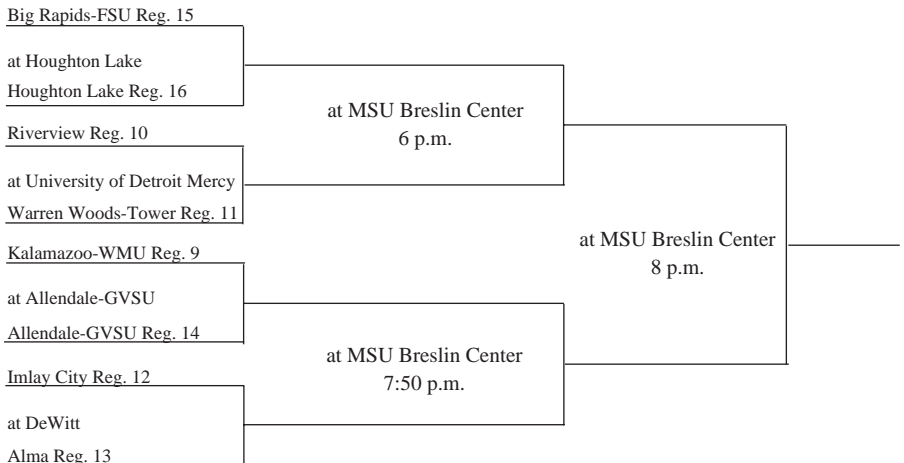 Big Rapids-FSU Reg. 15
at Houghton Lake
Houghton Lake Reg. 16
at MSU Breslin Center
6 p.m.
Riverview Reg. 10
at University of Detroit Mercy
Warren Woods-Tower Reg. 11
at MSU Breslin Center
8 p.m.
Kalamazoo-WMU Reg. 9
at Allendale-GVSU
Allendale-GVSU Reg. 14
at MSU Breslin Center
7:50 p.m.
Imlay City Reg. 12
at DeWitt
Alma Reg. 13